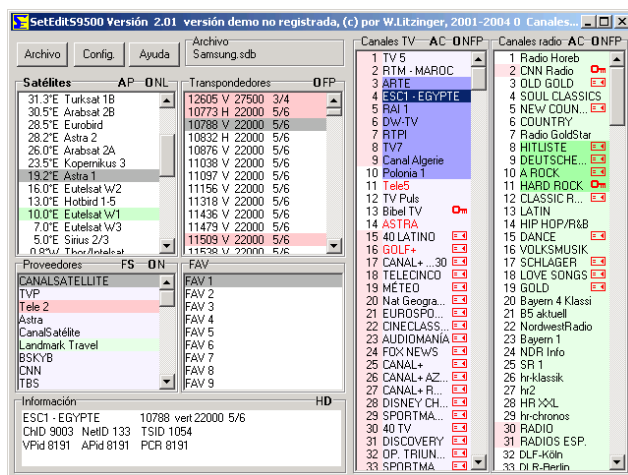 SetEditS9500 Versión 2.01 versión demo no registrada, (c) por W.Litzinger, 2001-2004 0 Canales...
Archivo
Config.
Ayuda
Archivo
Samsung.sdb
Satélites AP ONL
31.3°E Turksat 1B
30.5°E Arabsat 2B
28.5°E Eurobird
28.2°E Astra 2
26.0°E Arabsat 2A
23.5°E Kopernikus 3
19.2°E Astra 1
16.0°E Eutelsat W2
13.0°E Hotbird 1-5
10.0°E Eutelsat W1
7.0°E Eutelsat W3
5.0°E Sirius 2/3
0.8°W Thor/Intelsat
Transpondedores OFP
12605 V 27500 3/4
10773 H 22000 5/6
10788 V 22000 5/6
10832 H 22000 5/6
10876 V 22000 5/6
11038 V 22000 5/6
11097 V 22000 5/6
11156 V 22000 5/6
11318 V 22000 5/6
11436 V 22000 5/6
11479 V 22000 5/6
11509 V 22000 5/6
11538 V 22000 5/6
Proveedores FS ON
CANALSATELLITE
TVP
Tele 2
Astra
CanalSatélite
Landmark Travel
BSKYB
CNN
TBS
FAV
FAV 1
FAV 2
FAV 3
FAV 4
FAV 5
FAV 6
FAV 7
FAV 8
FAV 9
Información HD
ESC1 - EGYPTE 10788 vert 22000 5/6
ChID 9003 NetID 133 TSID 1054
VPid 8191 APid 8191 PCR 8191
Canales TV AC ONFP
1 TV 5
2 RTM - MAROC
3 ARTE
4 ESC1 - EGYPTE
5 RAI 1
6 DW-TV
7 RTPI
8 TV7
9 Canal Algerie
10 Polonia 1
11 Tele5
12 TV Puls
13 Bibel TV
14 ASTRA
15 40 LATINO
16 GOLF+
17 CANAL+ ...30
18 TELECINCO
19 MÉTEO
20 Nat Geogra...
21 EUROSPO...
22 CINECLASS...
23 AUDIOMANÍA
24 FOX NEWS
25 CANAL+
26 CANAL+ AZ...
27 CANAL+ R...
28 DISNEY CH...
29 SPORTMA...
30 40 TV
31 DISCOVERY
32 OP. TRIUN...
33 SPORTMA...
Canales radio AC ONFP
1 Radio Horeb
2 CNN Radio
3 OLD GOLD
4 SOUL CLASSICS
5 NEW COUN...
6 COUNTRY
7 Radio GoldStar
8 HITLISTE
9 DEUTSCHE...
10 A ROCK
11 HARD ROCK
12 CLASSIC R...
13 LATIN
14 HIP HOP/R&B
15 DANCE
16 VOLKSMUSIK
17 SCHLAGER
18 LOVE SONGS
19 GOLD
20 Bayern 4 Klassi
21 B5 aktuell
22 NordwestRadio
23 Bayern 1
24 NDR Info
25 SR 1
26 hr-klassik
27 hr2
28 HR XXL
29 hr-chronos
30 RADIO
31 RADIOS ESP.
32 DLF-Köln
33 DLR-Berlin